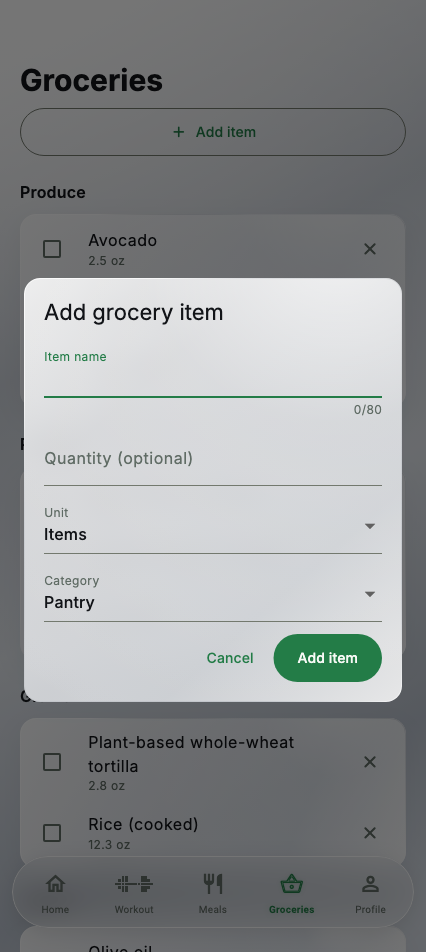 Groceries
+ Add item
Produce
Avocado
2.5 oz
Add grocery item
Item name
0/80
Quantity (optional)
Unit
Items
Category
Pantry
Cancel
Add item
Plant-based whole-wheat
tortilla
2.8 oz
Rice (cooked)
12.3 oz
Home
Workout
Meals
Groceries
Profile
Olive oil